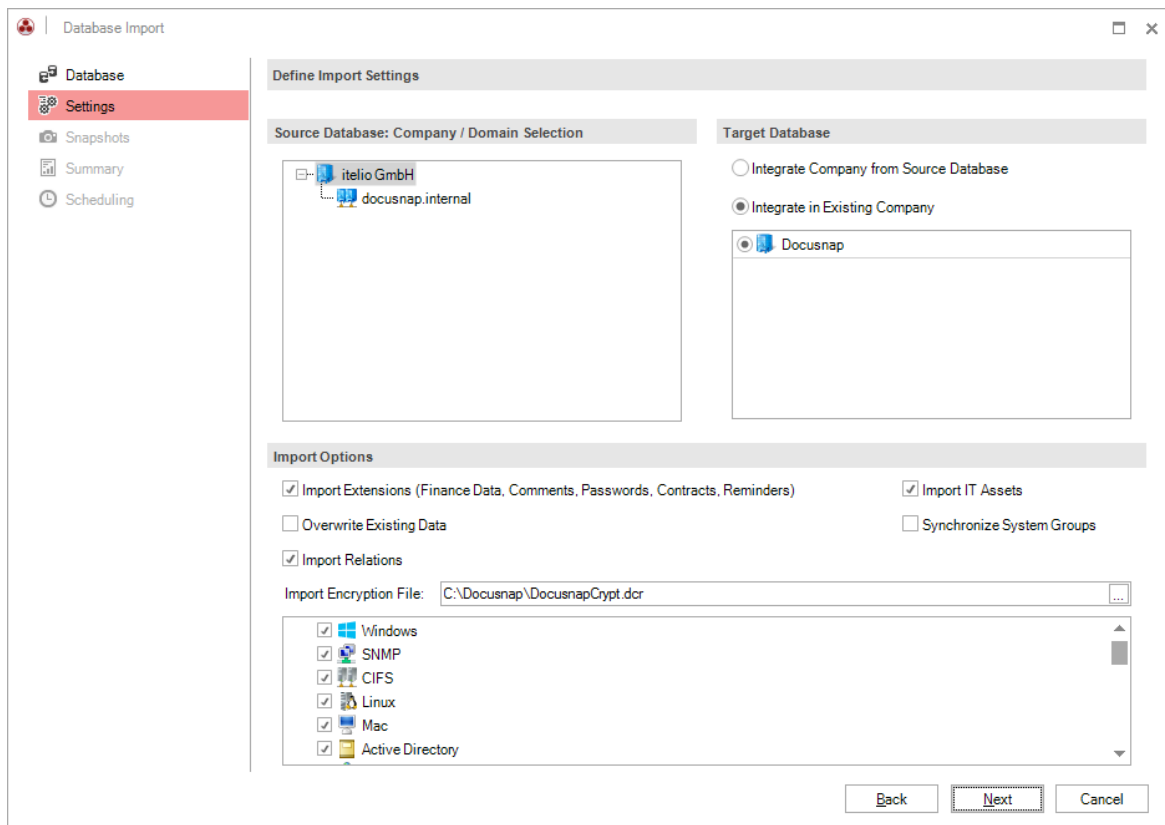 Database Import
Database
Settings
Snapshots
Summary
Scheduling
Define Import Settings
Source Database: Company / Domain Selection
itelio GmbH
docusnap.internal
Target Database
Integrate Company from Source Database
Integrate in Existing Company
Docusnap
Import Options
Import Extensions (Finance Data, Comments, Passwords, Contracts, Reminders)
Import IT Assets
Overwrite Existing Data
Synchronize System Groups
Import Relations
Import Encryption File: C:\Docusnap\DocusnapCrypt.dcr ...
Windows
SNMP
CIFS
Linux
Mac
Active Directory
Back Next Cancel